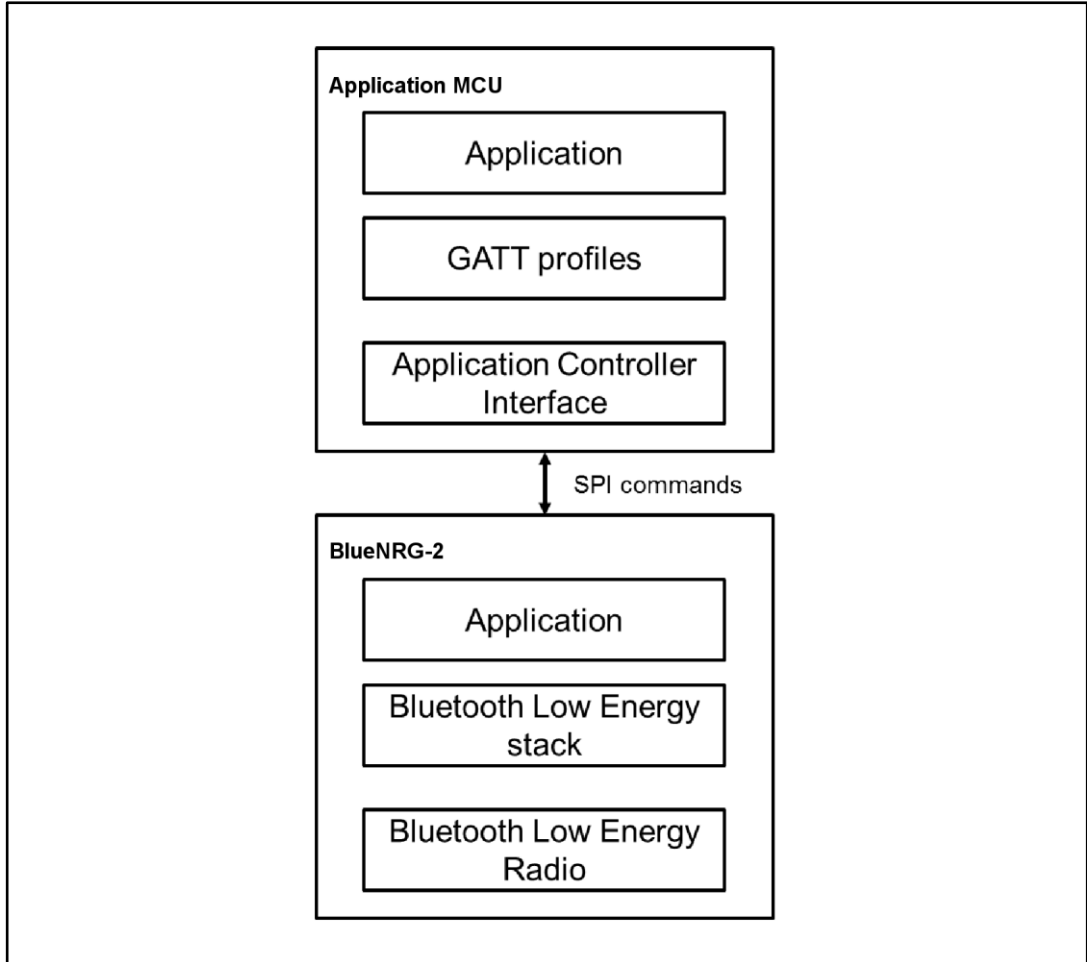 Application MCU
Application
GATT profiles
Application Controller
Interface
SPI commands
BlueNRG-2
Application
Bluetooth Low Energy
stack
Bluetooth Low Energy
Radio